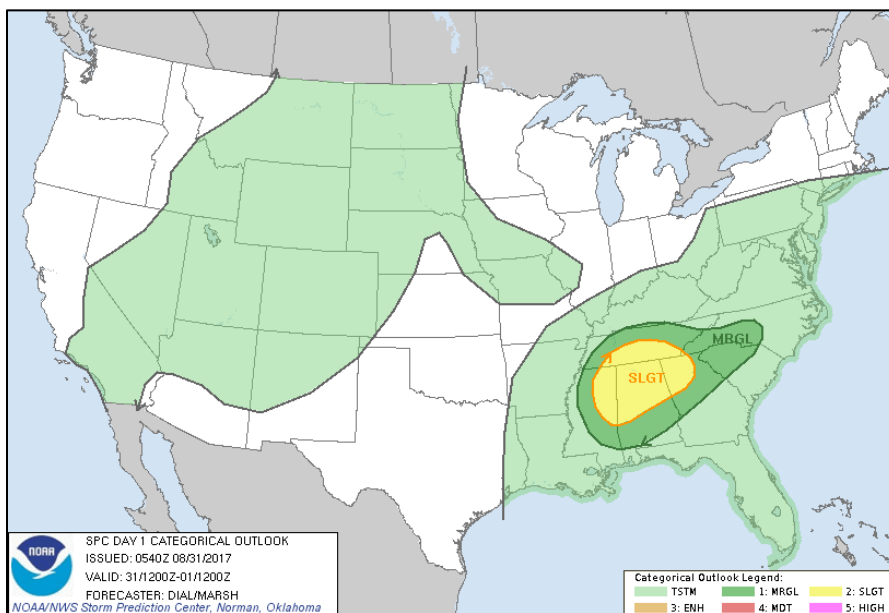 MRGL
SLGT
SPC DAY 1 CATEGORICAL OUTLOOK
ISSUED: 0540Z 08/31/2017
VALID: 31/1200Z-01/1200Z
FORECASTER: DIAL/MARSH
NOAA
NOAA/NWS Storm Prediction Center, Norman, Oklahoma
Categorical Outlook Legend:
TSTM 1: MRGL 2: SLGT
3: ENH 4: MDT 5: HIGH